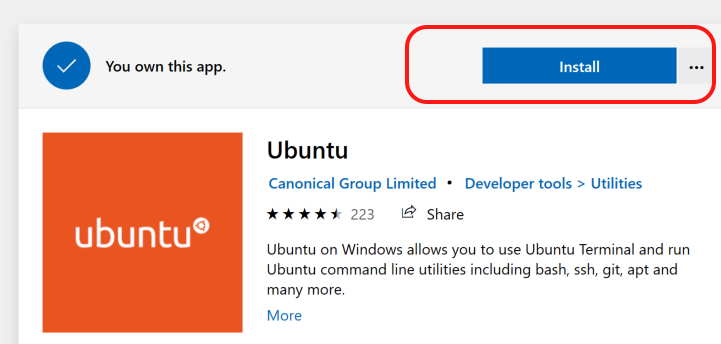 You own this app.
Install
...
ubuntu
Ubuntu
Canonical Group Limited • Developer tools > Utilities
223 Share
Ubuntu on Windows allows you to use Ubuntu Terminal and run
Ubuntu command line utilities including bash, ssh, git, apt and
many more.
More